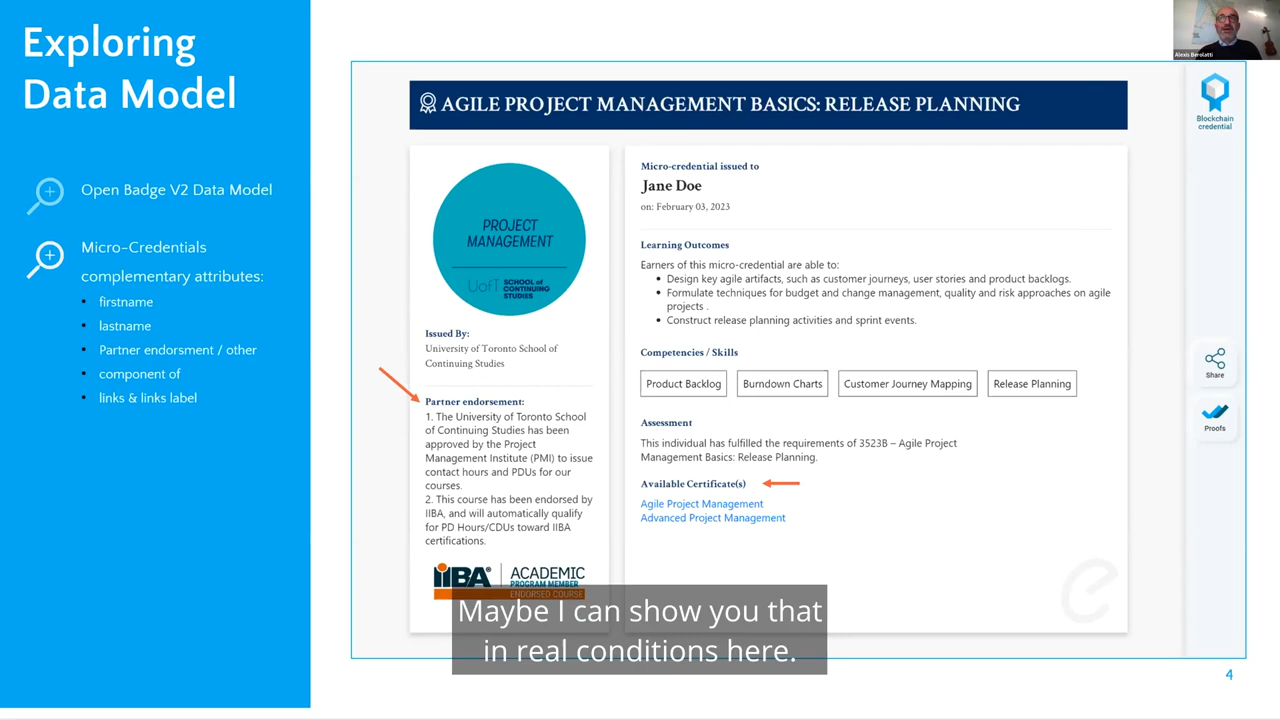 Exploring
Data Model
Open Badge V2 Data Model
Micro-Credentials
complementary attributes:
• firstname
• lastname
• Partner endorsment / other
• component of
• links & links label
AGILE PROJECT MANAGEMENT BASICS: RELEASE PLANNING
PROJECT
MANAGEMENT
UofT SCHOOL of
CONTINUING
STUDIES
Issued By:
University of Toronto School of
Continuing Studies
Partner endorsement:
1. The University of Toronto School
of Continuing Studies has been
approved by the Project
Management Institute (PMI) to issue
contact hours and PDUs for our
courses.
2. This course has been endorsed by
IIBA, and will automatically qualify
for PD Hours/CDUs toward IIBA
certifications.
IIBA® ACADEMIC
PROGRAM MEMBER
ENDORSED COURSE
Micro-credential issued to
Jane Doe
on: February 03, 2023
Learning Outcomes
Earners of this micro-credential are able to:
• Design key agile artifacts, such as customer journeys, user stories and product backlogs.
• Formulate techniques for budget and change management, quality and risk approaches on agile
projects .
• Construct release planning activities and sprint events.
Competencies / Skills
Product Backlog Burndown Charts Customer Journey Mapping Release Planning
Assessment
This individual has fulfilled the requirements of 3523B – Agile Project
Management Basics: Release Planning.
Available Certificate(s)
Agile Project Management
Advanced Project Management
Alexis Berolatti
Blockchain
credential
Share
Proofs
Maybe I can show you that
in real conditions here.
4